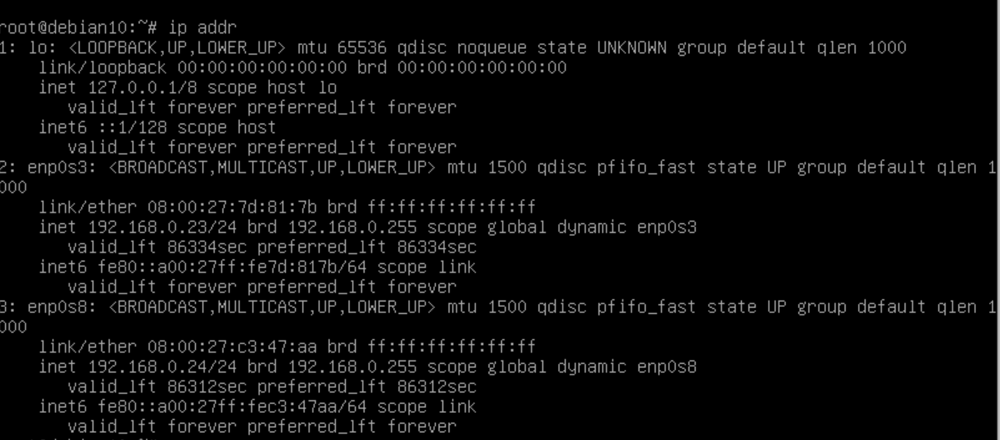 root@debian10:~# ip addr
1: lo: <LOOPBACK,UP,LOWER_UP> mtu 65536 qdisc noqueue state UNKNOWN group default qlen 1000
    link/loopback 00:00:00:00:00:00 brd 00:00:00:00:00:00
    inet 127.0.0.1/8 scope host lo
       valid_lft forever preferred_lft forever
    inet6 ::1/128 scope host
       valid_lft forever preferred_lft forever
2: enp0s3: <BROADCAST,MULTICAST,UP,LOWER_UP> mtu 1500 qdisc pfifo_fast state UP group default qlen 1
000
    link/ether 08:00:27:7d:81:7b brd ff:ff:ff:ff:ff:ff
    inet 192.168.0.23/24 brd 192.168.0.255 scope global dynamic enp0s3
       valid_lft 86334sec preferred_lft 86334sec
    inet6 fe80::a00:27ff:fe7d:817b/64 scope link
       valid_lft forever preferred_lft forever
3: enp0s8: <BROADCAST,MULTICAST,UP,LOWER_UP> mtu 1500 qdisc pfifo_fast state UP group default qlen 1
000
    link/ether 08:00:27:c3:47:aa brd ff:ff:ff:ff:ff:ff
    inet 192.168.0.24/24 brd 192.168.0.255 scope global dynamic enp0s8
       valid_lft 86312sec preferred_lft 86312sec
    inet6 fe80::a00:27ff:fec3:47aa/64 scope link
       valid_lft forever preferred_lft forever